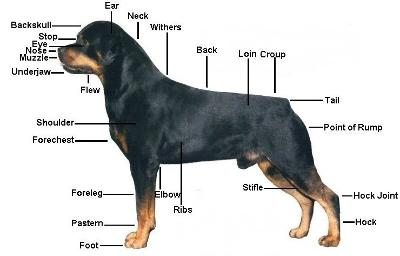 Ear
Neck
Backskull
Withers
Stop
Eye
Nose
Muzzle
Underjaw
Flew
Back
Loin
Croup
Tail
Shoulder
Point of Rump
Forechest
Stifle
Elbow
Foreleg
Hock Joint
Ribs
Pastern
Hock
Foot